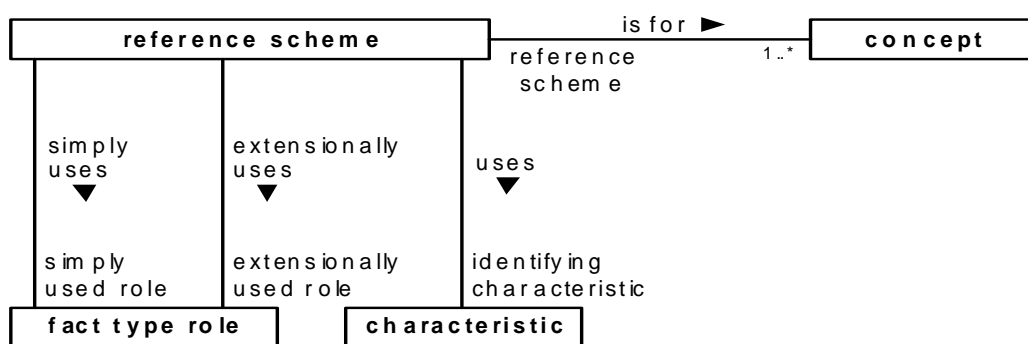 is for ►
reference scheme
concept
reference
scheme
1..*
simply
uses
▼
extensionally
uses
▼
uses
▼
simply
used role
extensionally
used role
identifying
characteristic
fact type role
characteristic